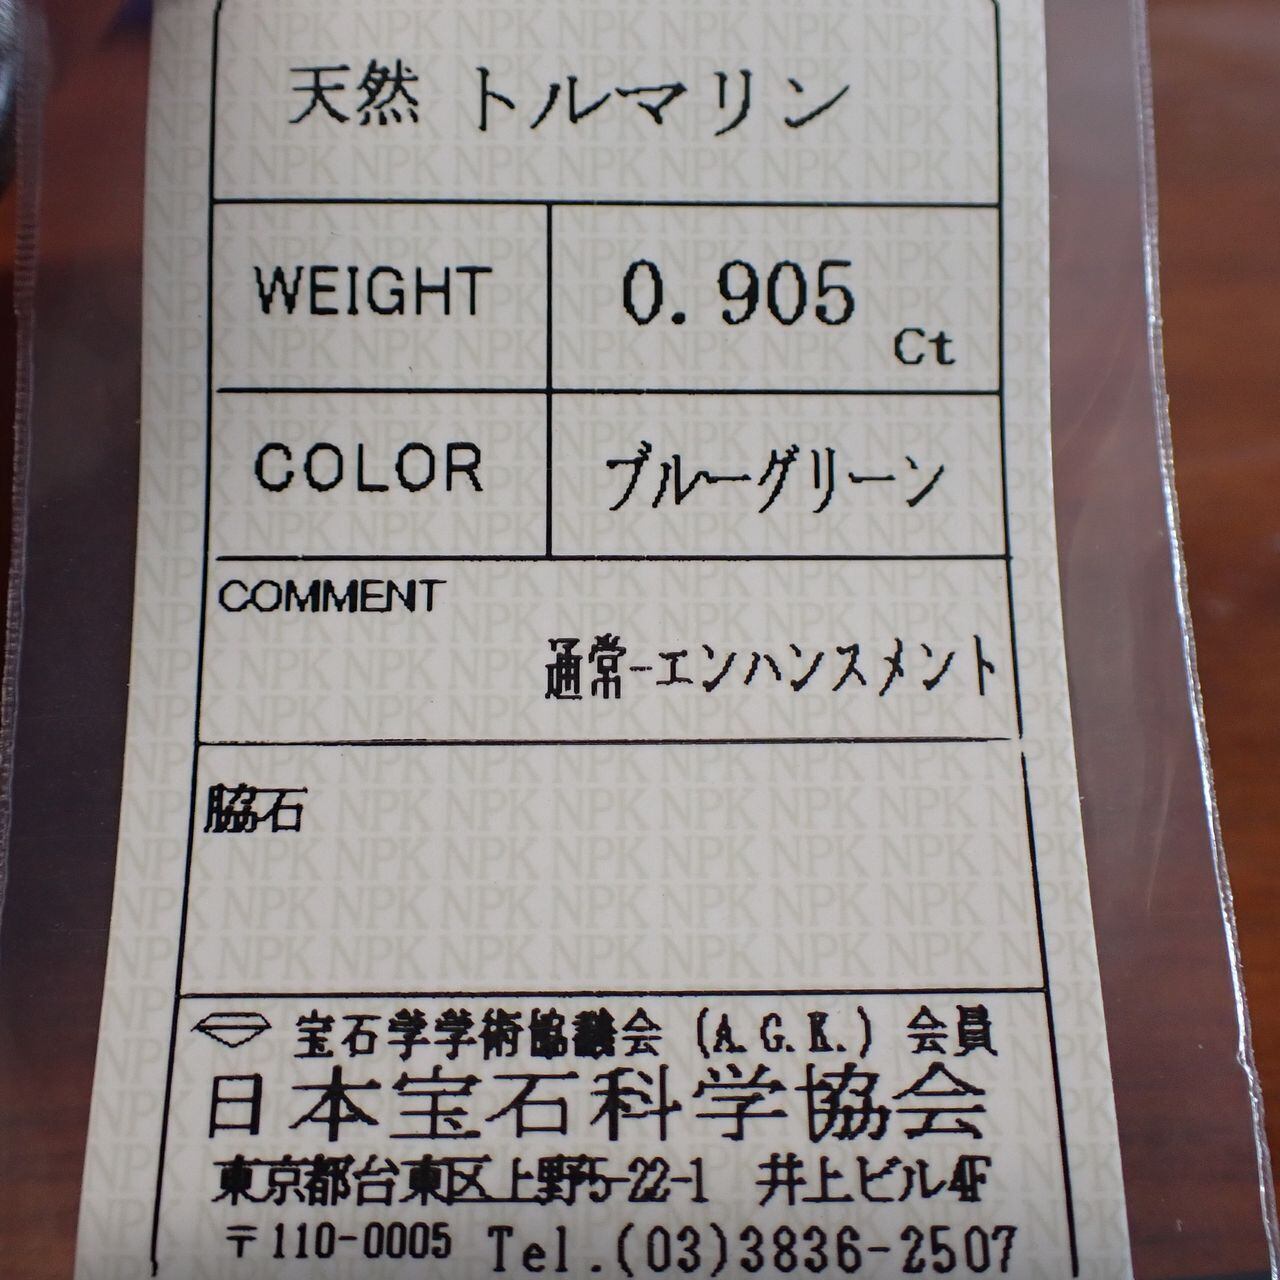 天然 トルマリン
WEIGHT 0.905 Ct
COLOR ブルーグリーン
COMMENT
通常-エンハンスメント
脇石
宝石学学術協議会 (A.G.K.) 会員
日本宝石科学協会
東京都台東区上野5-22-1 井上ビル4F
〒110-0005 Tel.(03)3836-2507